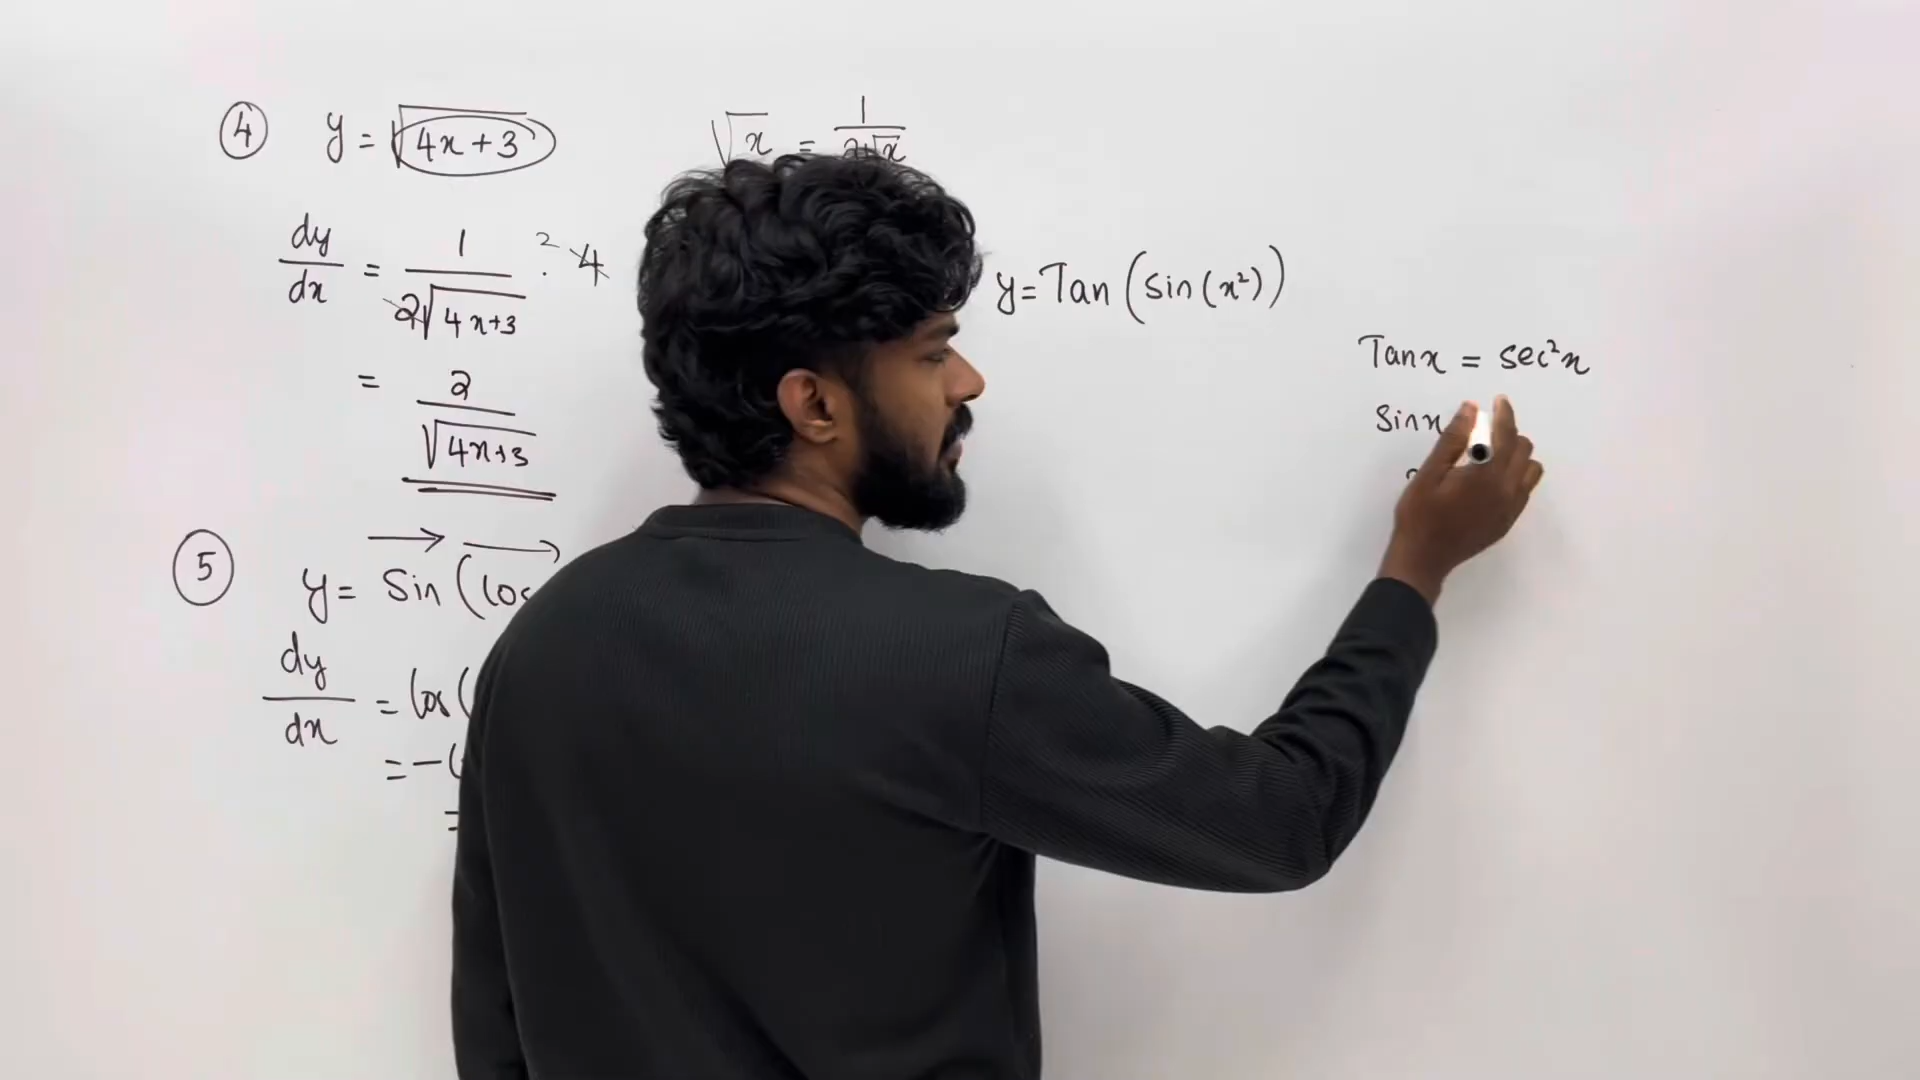 ④ y = √(4x+3)
√x = 1/(2√x)
dy/dx = 1/(2√(4x+3)) · 4 2
= 2/√(4x+3)
⑤ y = Sin (Cos
dy/dx = Cos (
= -
=
y = Tan (Sin (x²))
Tanx = sec²x
Sinx